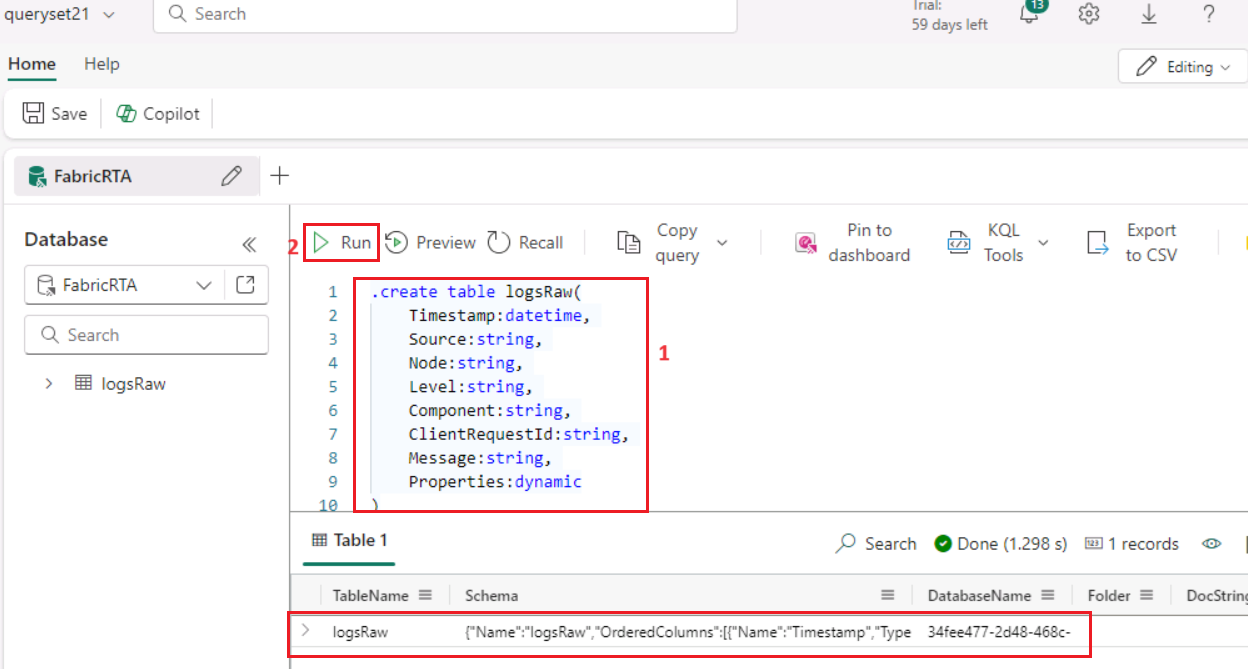 queryset21
Search
Trial:
59 days left
13
?
Home Help
Editing
Save Copilot
FabricRTA
Database
FabricRTA
Search
logsRaw
2
Run Preview Recall
Copy
query
Pin to
dashboard
KQL
Tools
Export
to CSV
1 .create table logsRaw(
2 Timestamp:datetime,
3 Source:string,
4 Node:string,
5 Level:string,
6 Component:string,
7 ClientRequestId:string,
8 Message:string,
9 Properties:dynamic
10 )
1
Table 1
Search Done (1.298 s) 1 records
TableName Schema DatabaseName Folder DocString
logsRaw {"Name":"logsRaw","OrderedColumns":[{"Name":"Timestamp","Type 34fee477-2d48-468c-